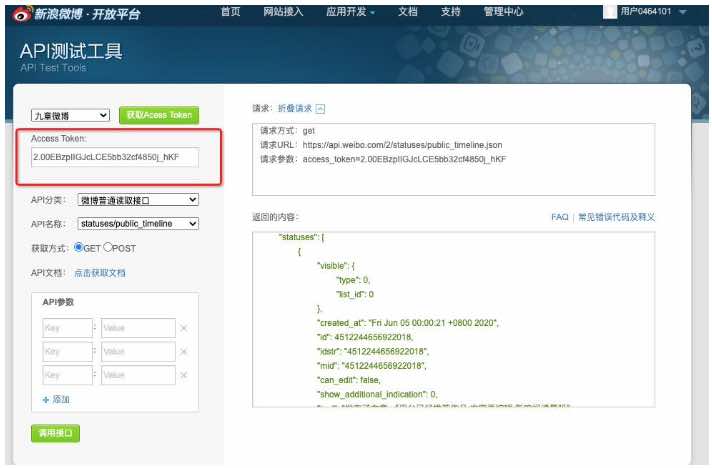 新浪微博·开放平台
首页 网站接入 应用开发 文档 支持 管理中心 用户0464101
API测试工具
API Test Tools
九章微博 获取Acess Token
Access Token:
2.00EBzpIIGJcLCE5bb32cf4850j_hKF
API分类： 微博普通读取接口
API名称： statuses/public_timeline
获取方式： GET POST
API文档： 点击获取文档
API参数
Key : Value ×
Key : Value ×
Key : Value ×
+ 添加
调用接口
请求： 折叠请求
请求方式： get
请求URL： https://api.weibo.com/2/statuses/public_timeline.json
请求参数： access_token=2.00EBzpIIGJcLCE5bb32cf4850j_hKF
返回的内容： FAQ | 常见错误代码及释义
"statuses": [
{
"visible": {
"type": 0,
"list_id": 0
},
"created_at": "Fri Jun 05 00:00:21 +0800 2020",
"id": 4512244656922018,
"idstr": "4512244656922018",
"mid": "4512244656922018",
"can_edit": false,
"show_additional_indication": 0,